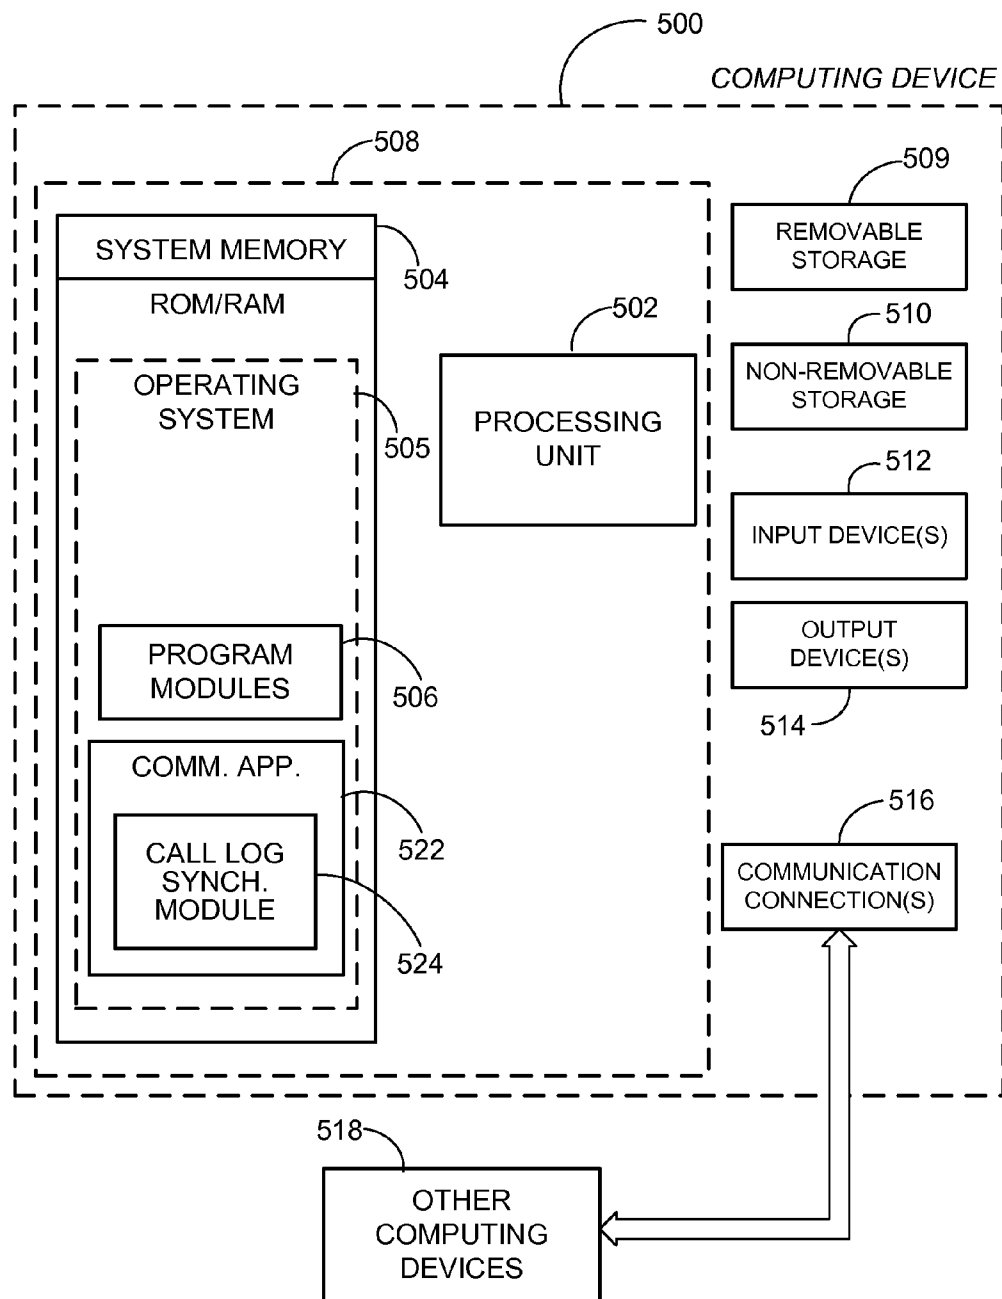 500
COMPUTING DEVICE
508
509
SYSTEM MEMORY
504
ROM/RAM
REMOVABLE
STORAGE
502
510
OPERATING
SYSTEM
505
PROCESSING
UNIT
NON-REMOVABLE
STORAGE
512
INPUT DEVICE(S)
PROGRAM
MODULES
506
OUTPUT
DEVICE(S)
514
COMM. APP.
522
CALL LOG
SYNCH.
MODULE
524
516
COMMUNICATION
CONNECTION(S)
518
OTHER
COMPUTING
DEVICES